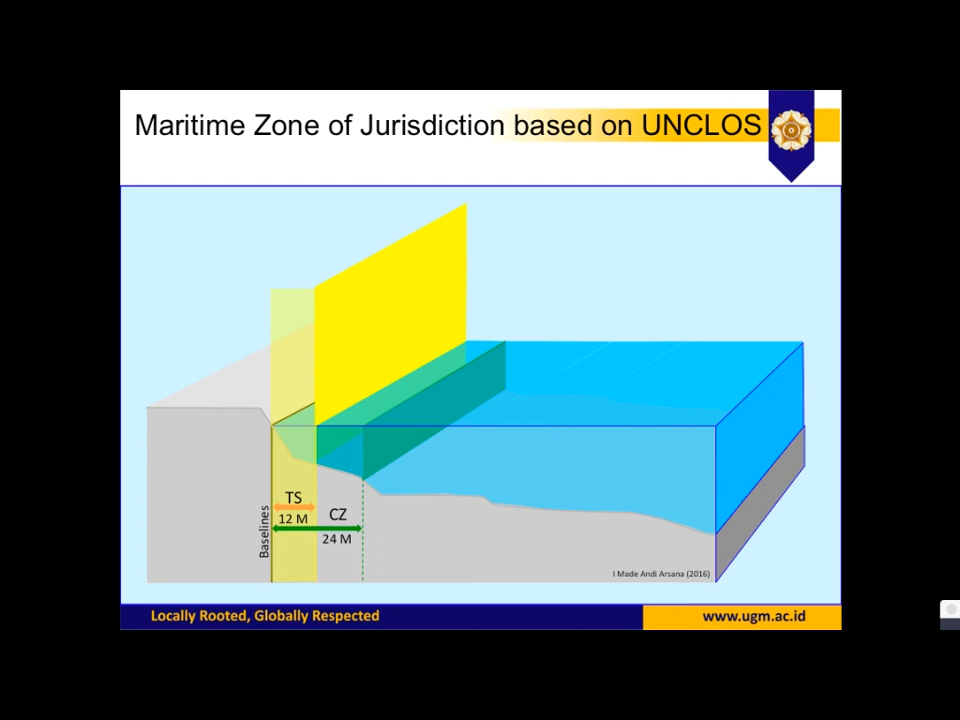 Maritime Zone of Jurisdiction based on UNCLOS
TS
12 M
CZ
24 M
Baselines
I Made Andi Arsana (2016)
Locally Rooted, Globally Respected
www.ugm.ac.id